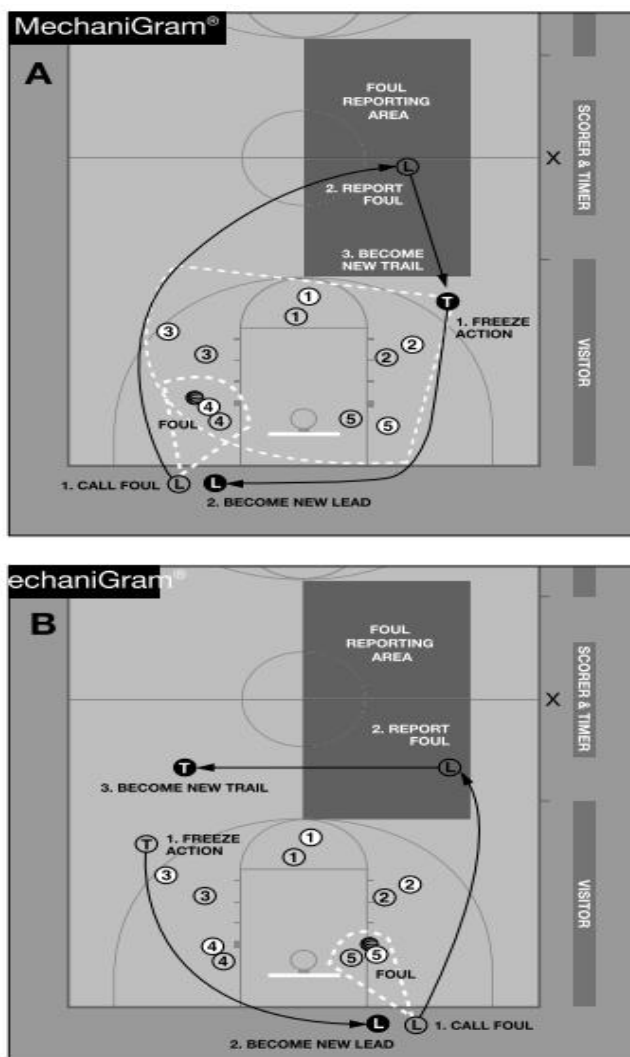 MechaniGram®
A
FOUL
REPORTING
AREA
SCORER & TIMER
X
L
2. REPORT
FOUL
3. BECOME
NEW TRAIL
T
1. FREEZE
ACTION
VISITOR
1
1
3
3
2
2
4
4
FOUL
5
5
1. CALL FOUL
L
L
2. BECOME NEW LEAD
echaniGram®
B
FOUL
REPORTING
AREA
SCORER & TIMER
X
2. REPORT
FOUL
T
L
3. BECOME NEW TRAIL
T
1. FREEZE
ACTION
VISITOR
1
1
3
3
2
2
4
4
5
5
FOUL
L
L
1. CALL FOUL
2. BECOME NEW LEAD